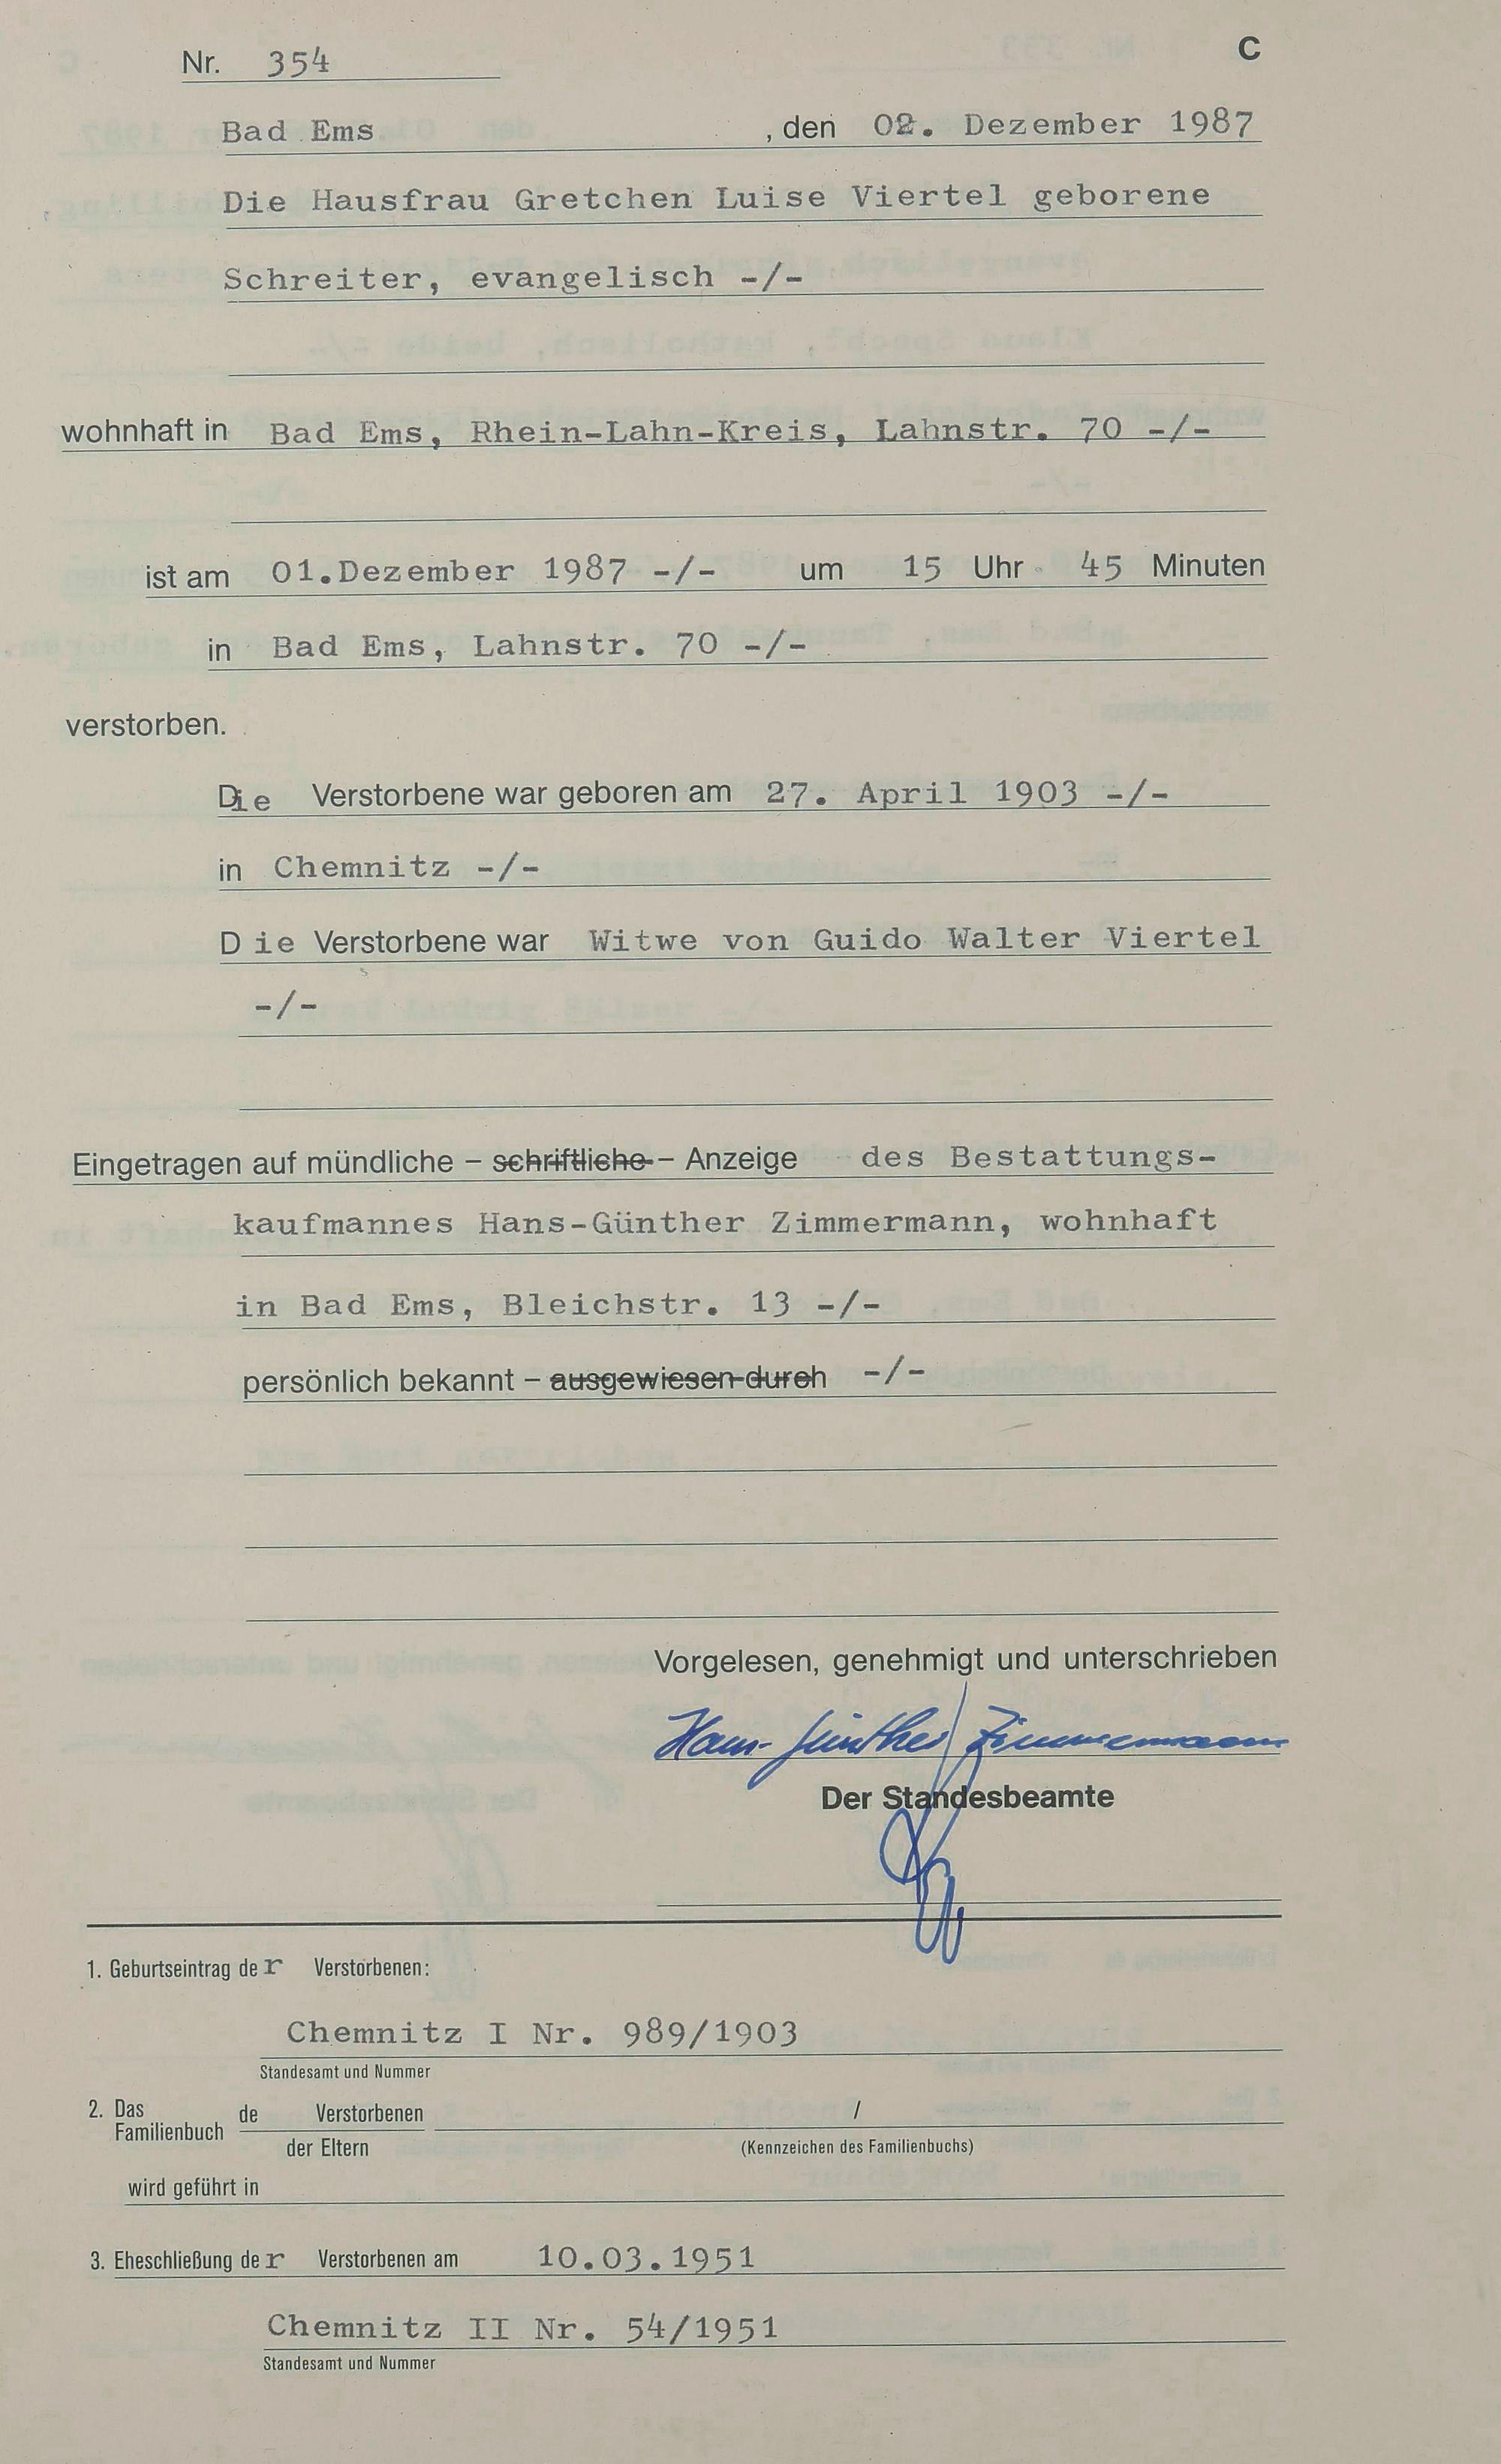 Nr. 354 C
Bad Ems , den 02. Dezember 1987
Die Hausfrau Gretchen Luise Viertel geborene
Schreiter, evangelisch -/-
wohnhaft in Bad Ems, Rhein-Lahn-Kreis, Lahnstr. 70 -/-
ist am 01.Dezember 1987 -/- um 15 Uhr 45 Minuten
in Bad Ems, Lahnstr. 70 -/-
verstorben.
Die Verstorbene war geboren am 27. April 1903 -/-
in Chemnitz -/-
Die Verstorbene war Witwe von Guido Walter Viertel
-/-
Eingetragen auf mündliche – schriftliche – Anzeige des Bestattungs-
kaufmannes Hans-Günther Zimmermann, wohnhaft
in Bad Ems, Bleichstr. 13 -/-
persönlich bekannt – ausgewiesen durch -/-
Vorgelesen, genehmigt und unterschrieben
Hans-Günther Zimmermann
Der Standesbeamte
1. Geburtseintrag der Verstorbenen:
Chemnitz I Nr. 989/1903
Standesamt und Nummer
2. Das Familienbuch de Verstorbenen /
der Eltern (Kennzeichen des Familienbuchs)
wird geführt in
3. Eheschließung der Verstorbenen am 10.03.1951
Chemnitz II Nr. 54/1951
Standesamt und Nummer